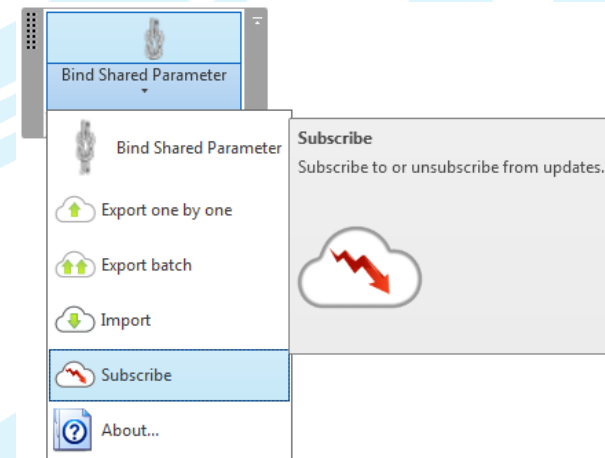 Bind Shared Parameter
Bind Shared Parameter
Export one by one
Export batch
Import
Subscribe
About...
Subscribe
Subscribe to or unsubscribe from updates.